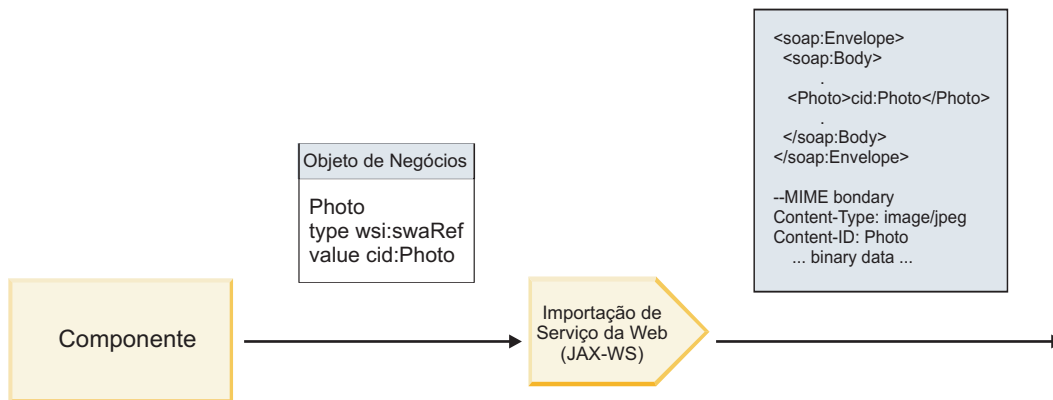 Componente
Objeto de Negócios
Photo
type wsi:swaRef
value cid:Photo
Importação de
Serviço da Web
(JAX-WS)
<soap:Envelope>
<soap:Body>
.
<Photo>cid:Photo</Photo>
.
</soap:Body>
</soap:Envelope>
--MIME bondary
Content-Type: image/jpeg
Content-ID: Photo
... binary data ...